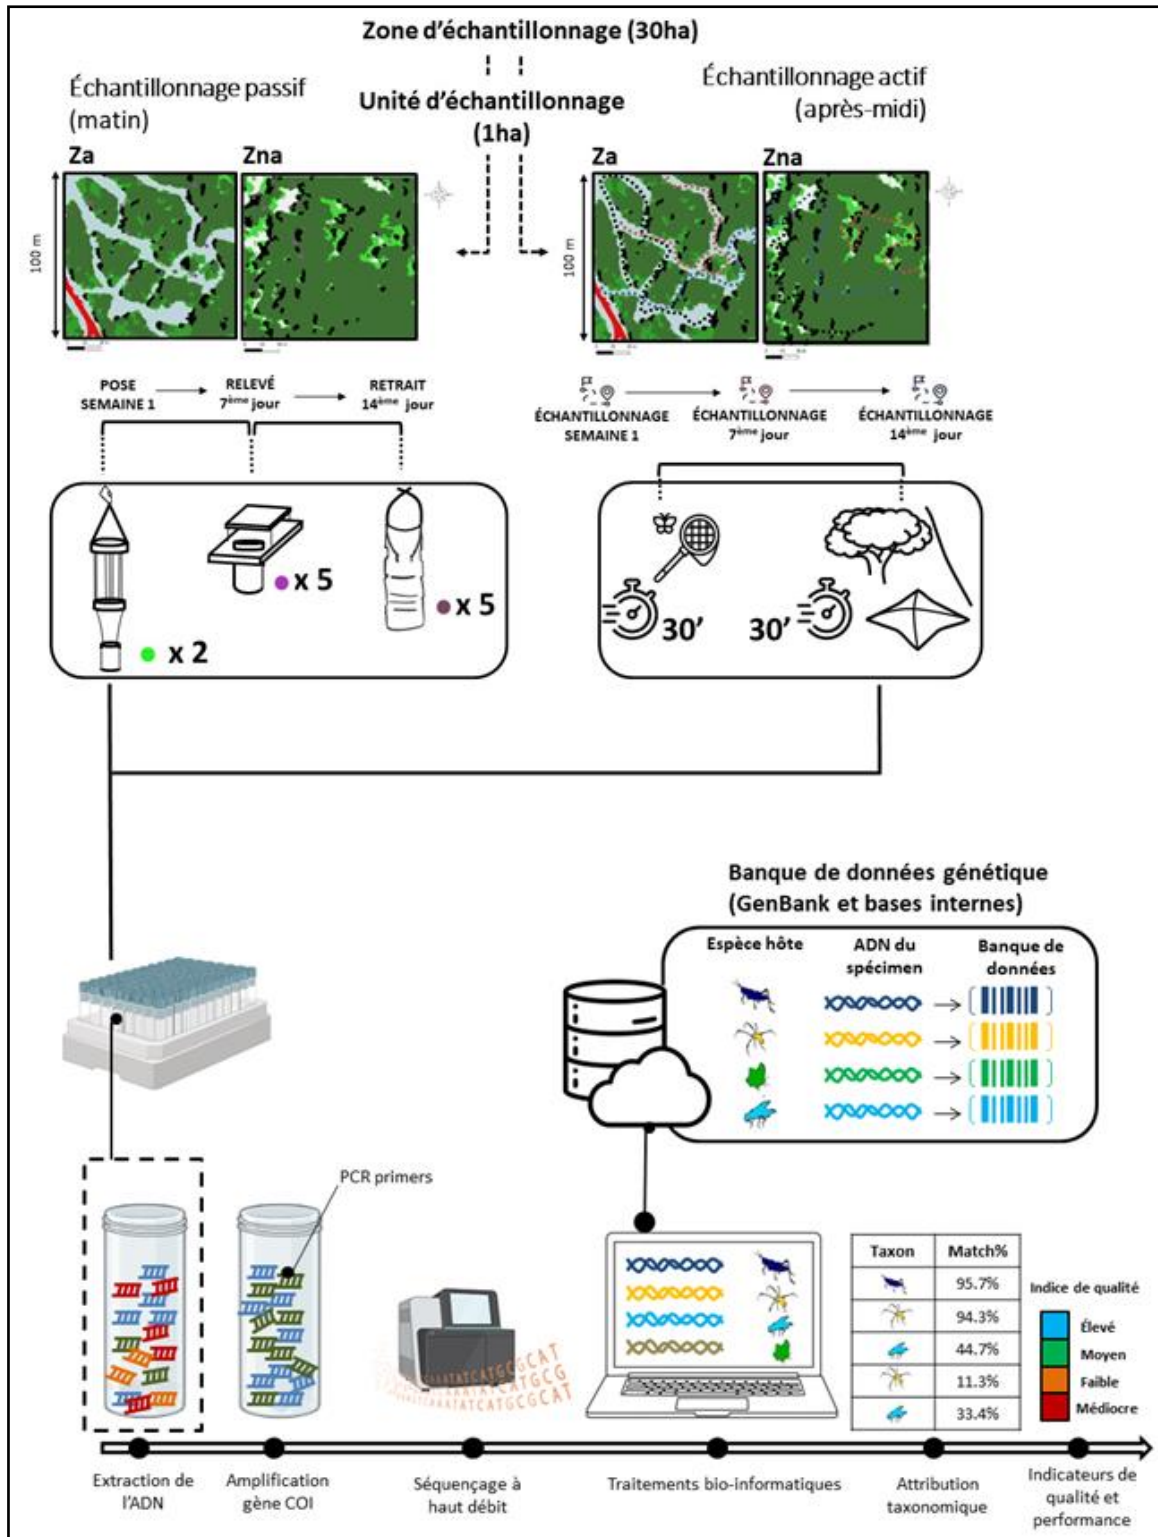 Zone d'échantillonnage (30ha)
Échantillonnage passif
(matin)
Unité d'échantillonnage
(1ha)
Échantillonnage actif
(après-midi)
Za
Zna
100 m
Za
Zna
100 m
POSE
SEMAINE 1
RELEVÉ
7ème jour
RETRAIT
14ème jour
ÉCHANTILLONNAGE
SEMAINE 1
ÉCHANTILLONNAGE
7ème jour
ÉCHANTILLONNAGE
14ème jour
x 2
x 5
x 5
30'
30'
Banque de données génétique
(GenBank et bases internes)
Espèce hôte
ADN du
spécimen
Banque de
données
PCR primers
Taxon
Match%
95.7%
94.3%
44.7%
11.3%
33.4%
Indice de qualité
Élevé
Moyen
Faible
Médiocre
Extraction de
l'ADN
Amplification
gène COI
Séquençage à
haut débit
Traitements bio-informatiques
Attribution
taxonomique
Indicateurs de
qualité et
performance